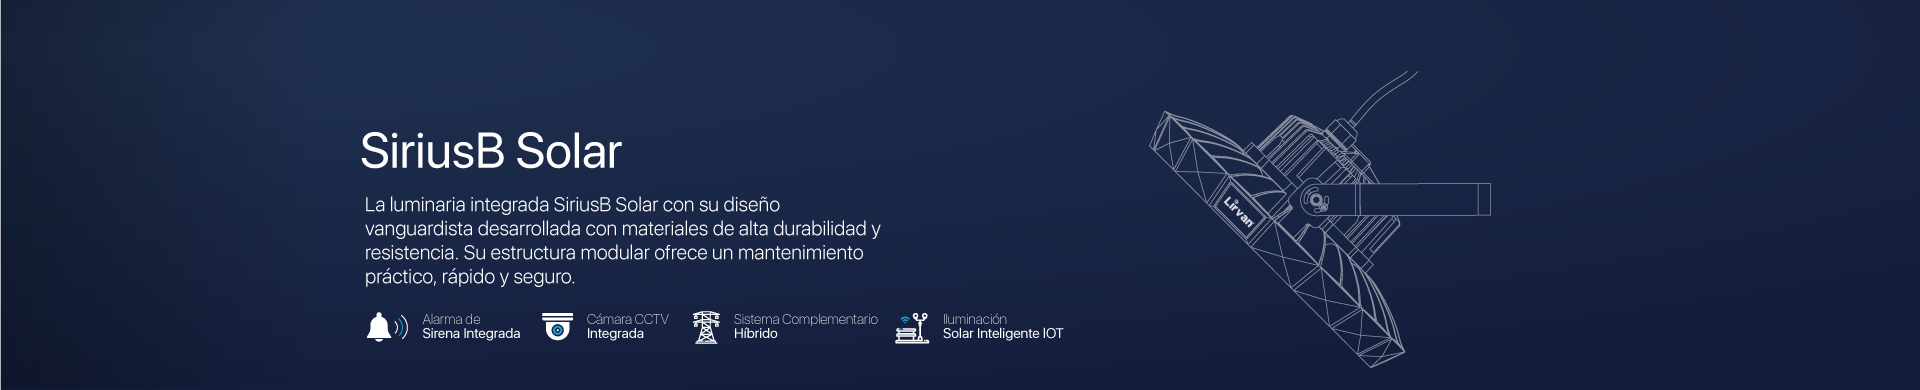 SiriusB Solar
La luminaria integrada SiriusB Solar con su diseño
vanguardista desarrollada con materiales de alta durabilidad y
resistencia. Su estructura modular ofrece un mantenimiento
práctico, rápido y seguro.
Alarma de
Sirena Integrada
Cámara CCTV
Integrada
Sistema Complementario
Híbrido
Iluminación
Solar Inteligente IOT
Lirvan